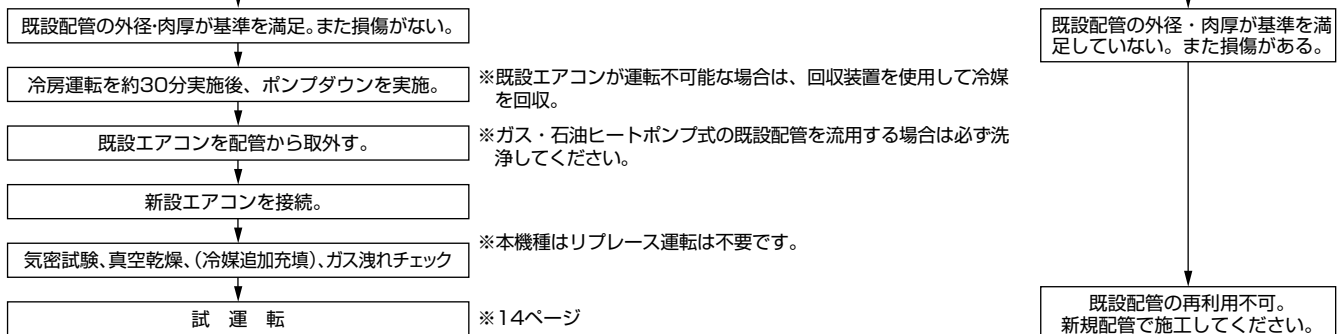 既設配管の外径・肉厚が基準を満足。また損傷がない。
冷房運転を約30分実施後、ポンプダウンを実施。
※既設エアコンが運転不可能な場合は、回収装置を使用して冷媒
を回収。
既設エアコンを配管から取外す。
※ガス・石油ヒートポンプ式の既設配管を流用する場合は必ず洗
浄してください。
新設エアコンを接続。
気密試験、真空乾燥、(冷媒追加充填)、ガス洩れチェック
※本機種はリプレース運転は不要です。
試 運 転
※14ページ
既設配管の外径・肉厚が基準を満
足していない。また損傷がある。
既設配管の再利用不可。
新規配管で施工してください。